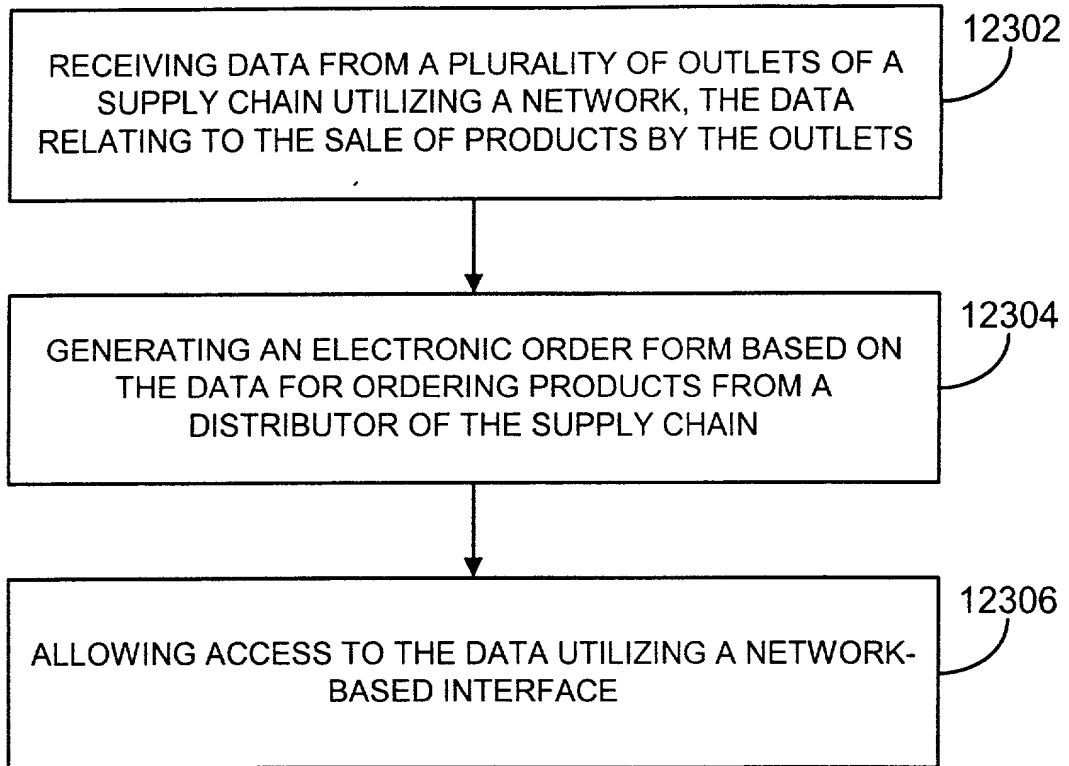 12302
RECEIVING DATA FROM A PLURALITY OF OUTLETS OF A
SUPPLY CHAIN UTILIZING A NETWORK, THE DATA
RELATING TO THE SALE OF PRODUCTS BY THE OUTLETS
12304
GENERATING AN ELECTRONIC ORDER FORM BASED ON
THE DATA FOR ORDERING PRODUCTS FROM A
DISTRIBUTOR OF THE SUPPLY CHAIN
12306
ALLOWING ACCESS TO THE DATA UTILIZING A NETWORK-
BASED INTERFACE